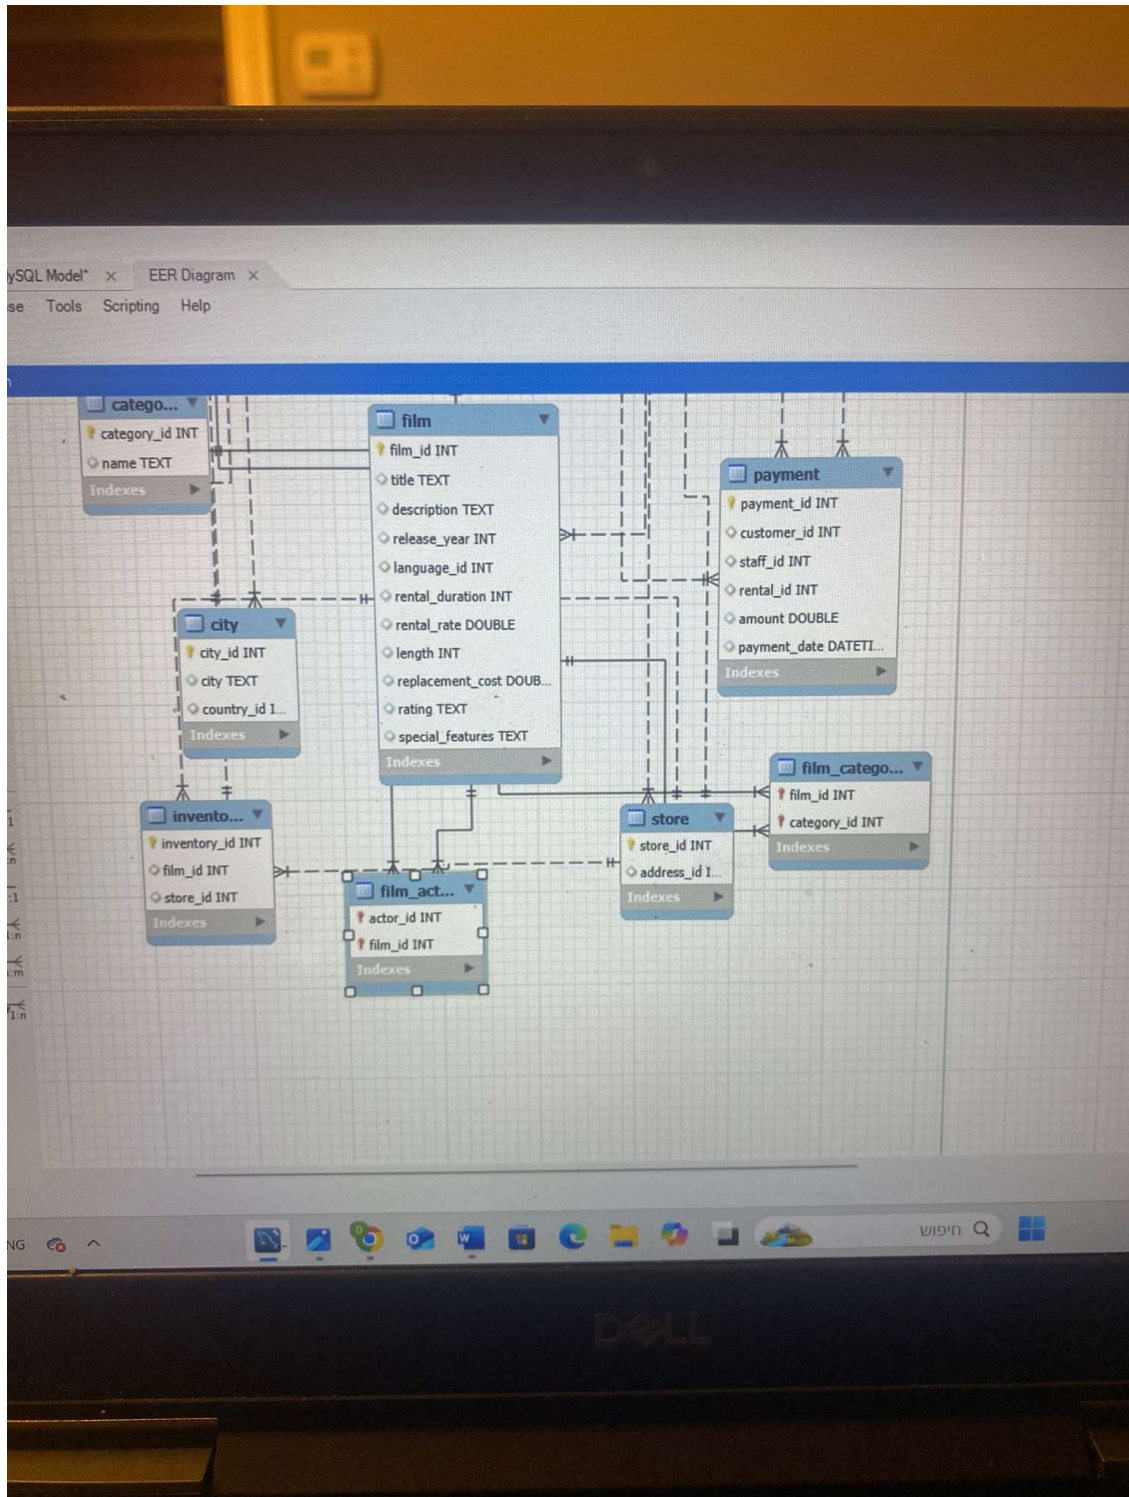 ySQL Model* ×
EER Diagram ×
se Tools Scripting Help
catego...
category_id INT
name TEXT
Indexes
film
film_id INT
title TEXT
description TEXT
release_year INT
language_id INT
rental_duration INT
rental_rate DOUBLE
length INT
replacement_cost DOUB...
rating TEXT
special_features TEXT
Indexes
payment
payment_id INT
customer_id INT
staff_id INT
rental_id INT
amount DOUBLE
payment_date DATETI...
Indexes
city
city_id INT
city TEXT
country_id I...
Indexes
film_catego...
film_id INT
category_id INT
Indexes
invento...
inventory_id INT
film_id INT
store_id INT
Indexes
store
store_id INT
address_id I...
Indexes
film_act...
actor_id INT
film_id INT
Indexes
1
:n
:1
1:n
:m
1:n
NG
חיפוש
DELL